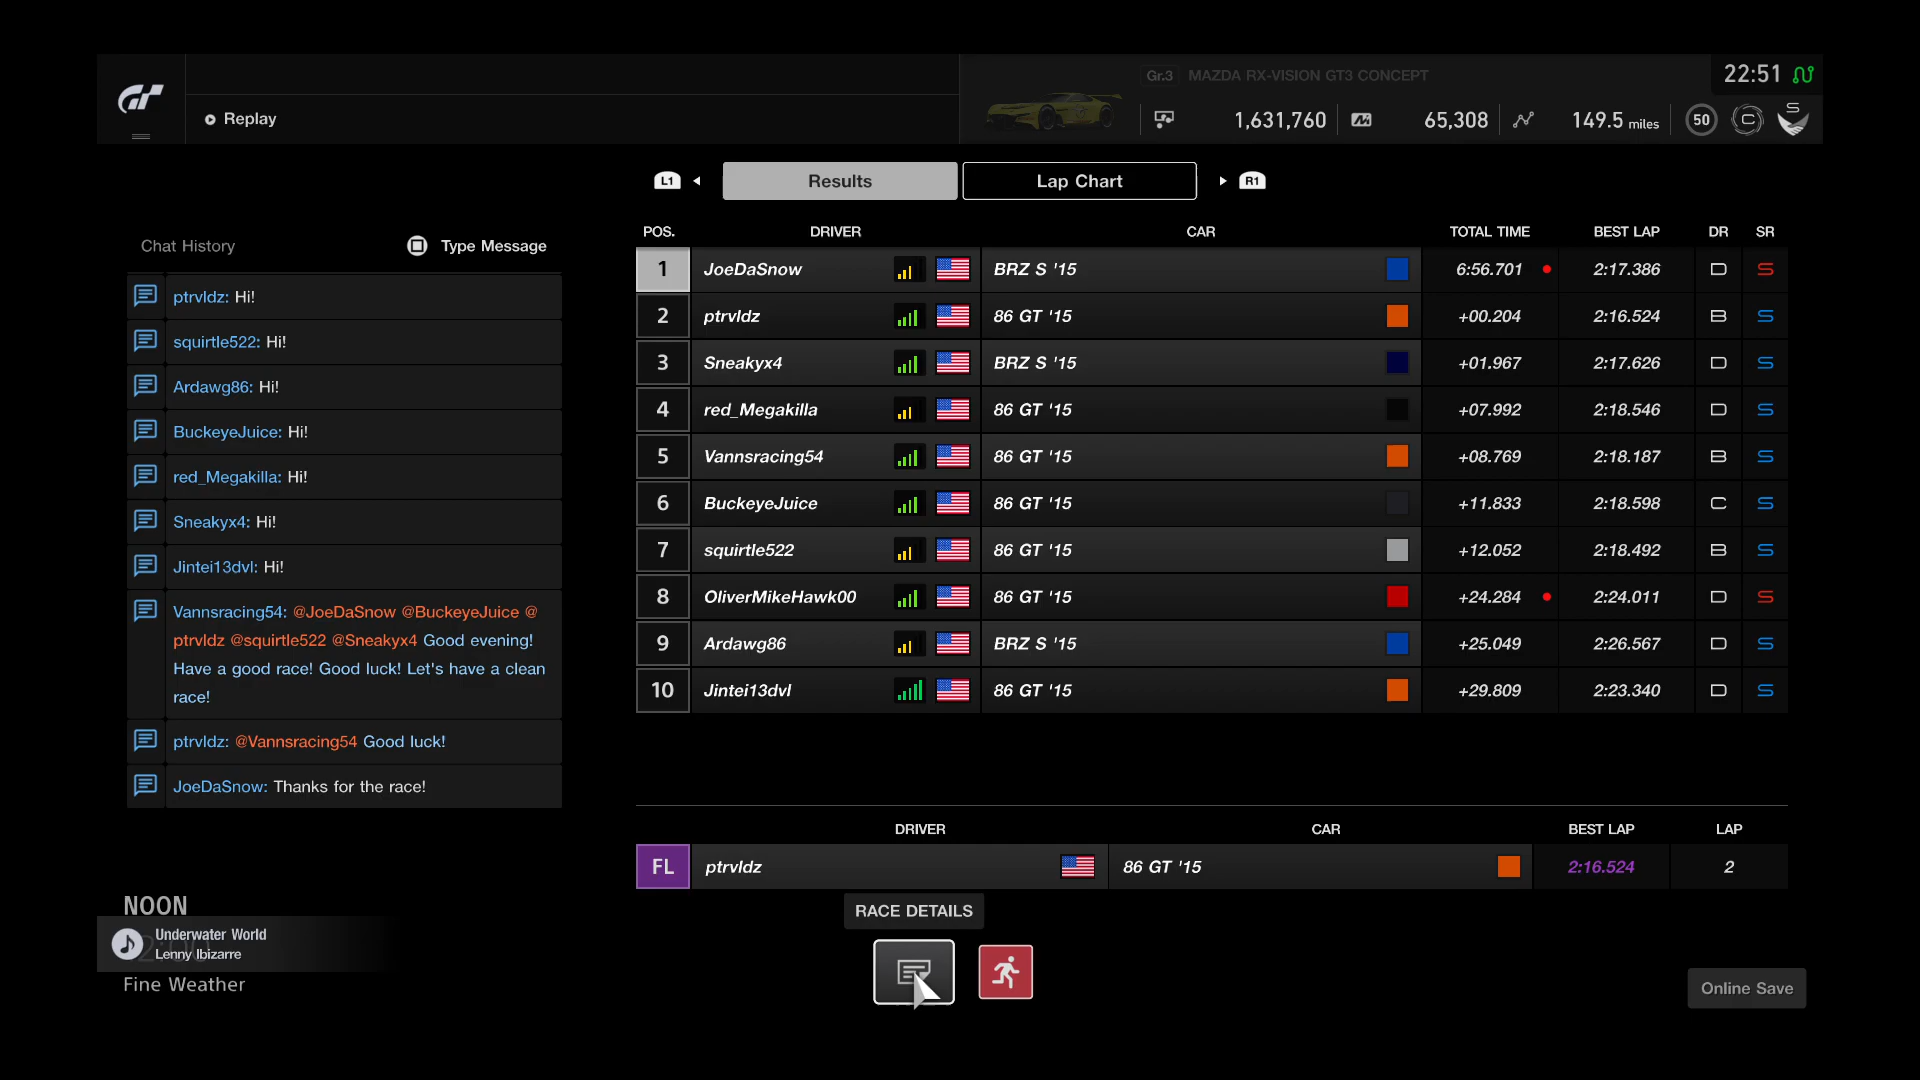 Gr.3 MAZDA RX-VISION GT3 CONCEPT
22:51
Replay
1,631,760
65,308
149.5 miles
50
C
S
L1
Results
Lap Chart
R1
Chat History
Type Message
ptrvldz: Hi!
squirtle522: Hi!
Ardawg86: Hi!
BuckeyeJuice: Hi!
red_Megakilla: Hi!
Sneakyx4: Hi!
Jintei13dvl: Hi!
Vannsracing54: @JoeDaSnow @BuckeyeJuice @
ptrvldz @squirtle522 @Sneakyx4 Good evening!
Have a good race! Good luck! Let's have a clean
race!
ptrvldz: @Vannsracing54 Good luck!
JoeDaSnow: Thanks for the race!
POS. DRIVER CAR TOTAL TIME BEST LAP DR SR
1 JoeDaSnow BRZ S '15 6:56.701 2:17.386 D S
2 ptrvldz 86 GT '15 +00.204 2:16.524 B S
3 Sneakyx4 BRZ S '15 +01.967 2:17.626 D S
4 red_Megakilla 86 GT '15 +07.992 2:18.546 D S
5 Vannsracing54 86 GT '15 +08.769 2:18.187 B S
6 BuckeyeJuice 86 GT '15 +11.833 2:18.598 C S
7 squirtle522 86 GT '15 +12.052 2:18.492 B S
8 OliverMikeHawk00 86 GT '15 +24.284 2:24.011 D S
9 Ardawg86 BRZ S '15 +25.049 2:26.567 D S
10 Jintei13dvl 86 GT '15 +29.809 2:23.340 D S
DRIVER CAR BEST LAP LAP
FL ptrvldz 86 GT '15 2:16.524 2
RACE DETAILS
NOON
Underwater World
Lenny Ibizarre
Fine Weather
Online Save